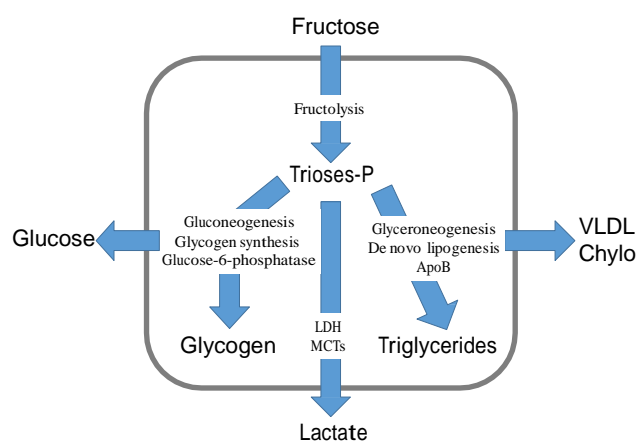 Fructose
Fructolysis
Trioses-P
Gluconeogenesis
Glycogen synthesis
Glucose-6-phosphatase
Glyceroneogenesis
De novo lipogenesis
ApoB
Glucose
VLDL
Chylo
LDH
MCTs
Glycogen
Triglycerides
Lactate